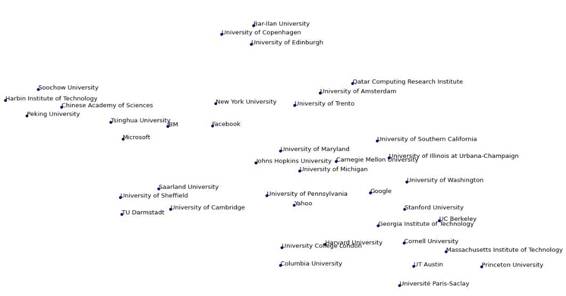 Bar-Ilan University
University of Copenhagen
University of Edinburgh
Qatar Computing Research Institute
Soochow University
University of Amsterdam
Harbin Institute of Technology
New York University
University of Trento
Chinese Academy of Sciences
Peking University
Tsinghua University
IBM
Facebook
Microsoft
University of Southern California
University of Maryland
University of Illinois at Urbana-Champaign
Johns Hopkins University
Carnegie Mellon University
University of Michigan
University of Washington
Saarland University
Google
University of Sheffield
University of Pennsylvania
Yahoo
University of Cambridge
Stanford University
TU Darmstadt
UC Berkeley
Georgia Institute of Technology
Cornell University
Harvard University
University College London
Massachusetts Institute of Technology
Columbia University
UT Austin
Princeton University
Université Paris-Saclay